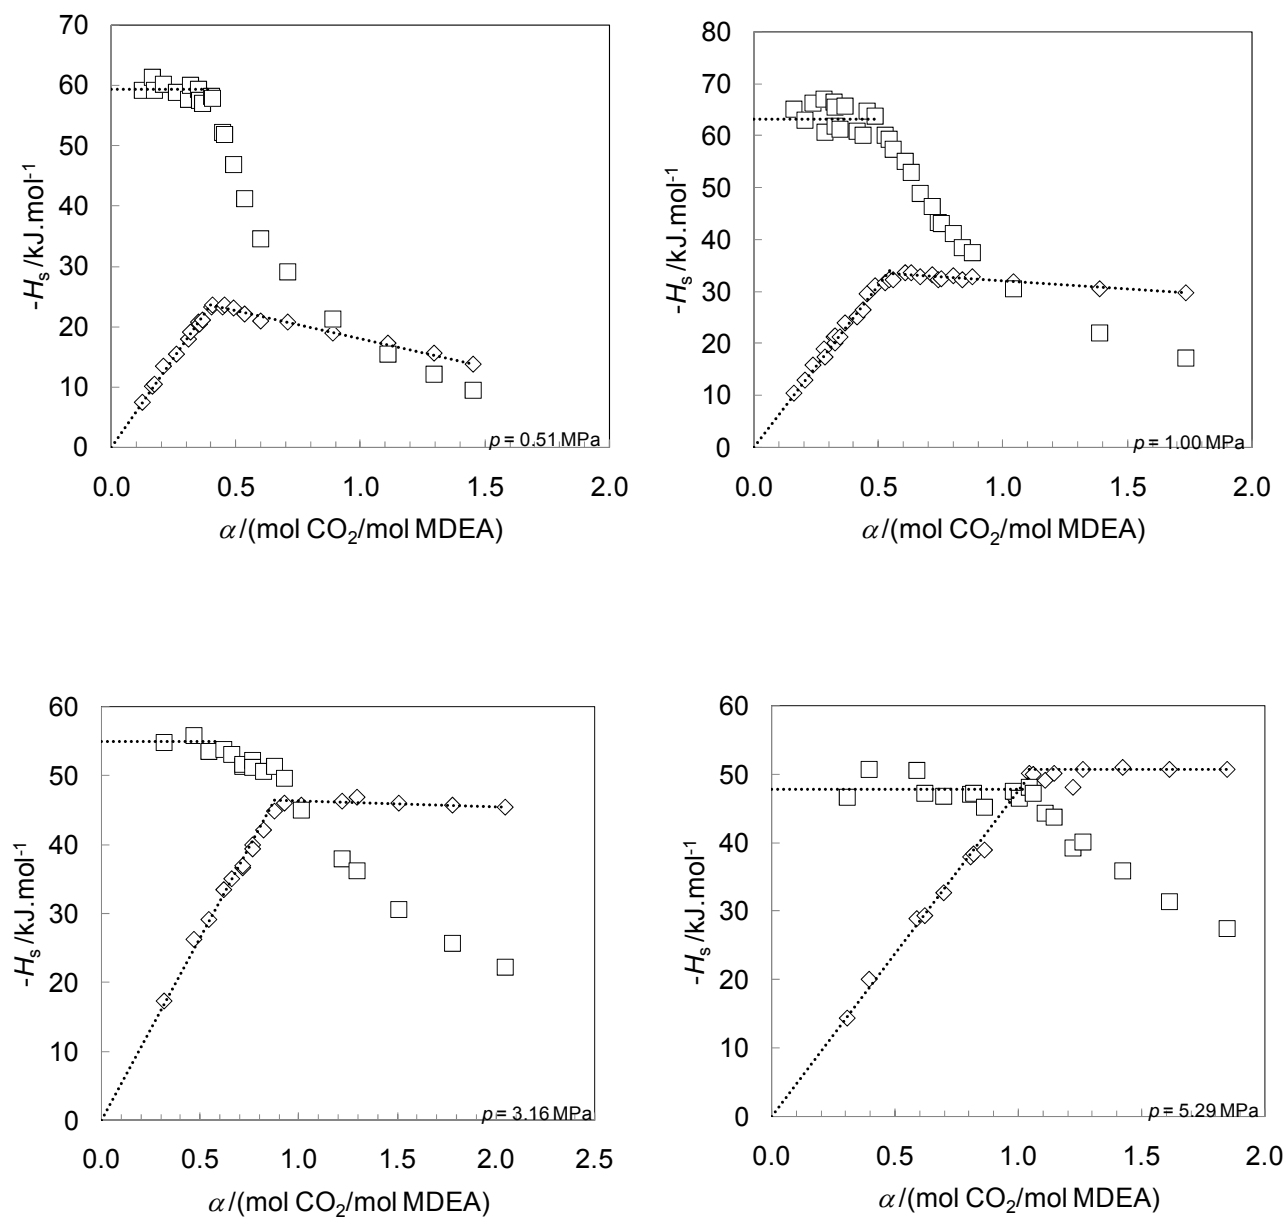 70
60
50
40
30
20
10
0
-Hs /kJ.mol-1
p = 0.51 MPa
0.0 0.5 1.0 1.5 2.0
α /(mol CO2/mol MDEA)
80
70
60
50
40
30
20
10
0
-Hs /kJ.mol-1
p = 1.00 MPa
0.0 0.5 1.0 1.5 2.0
α /(mol CO2/mol MDEA)
60
50
40
30
20
10
0
-Hs /kJ.mol-1
p = 3.16 MPa
0.0 0.5 1.0 1.5 2.0 2.5
α /(mol CO2/mol MDEA)
60
50
40
30
20
10
0
-Hs /kJ.mol-1
p = 5.29 MPa
0.0 0.5 1.0 1.5 2.0
α /(mol CO2/mol MDEA)